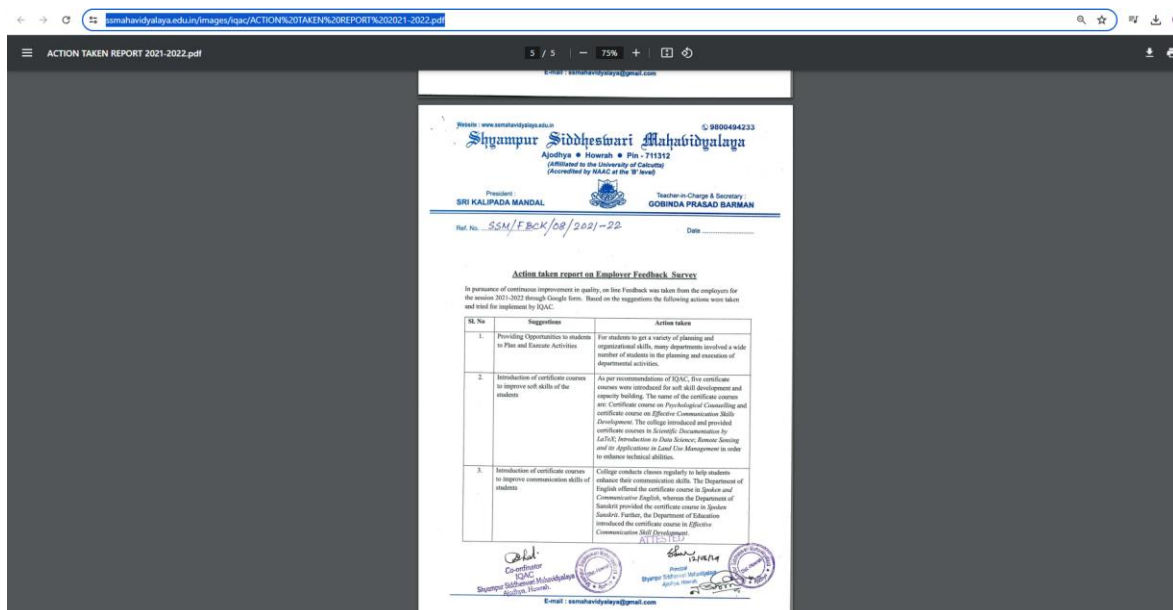 ssmahavidyalaya.edu.in/images/iqac/ACTION%20TAKEN%20REPORT%202021-2022.pdf
ACTION TAKEN REPORT 2021-2022.pdf
5 / 5
75%
E-mail : ssmahavidyalaya@gmail.com
Website : www.ssmahavidyalaya.edu.in
9800494233
Shyampur Siddheswari Mahavidyalaya
Ajodhya ● Howrah ● Pin - 711312
(Affiliated to the University of Calcutta)
(Accredited by NAAC at the 'B' level)
President :
SRI KALIPADA MANDAL
Teacher-in-Charge & Secretary :
GOBINDA PRASAD BARMAN
Ref. No. SSM/FBCK/08/2021-22
Date
Action taken report on Employer Feedback Survey
In pursuance of continuous improvement in quality, on line Feedback was taken from the employers for
the session 2021-2022 through Google form. Based on the suggestions the following actions were taken
and tried for implement by IQAC.
Sl. No
Suggestions
Action taken
1.
Providing Opportunities to students
to Plan and Execute Activities
For students to get a variety of planning and
organizational skills, many departments involved a wide
number of students in the planning and execution of
departmental activities.
2.
Introduction of certificate courses
to improve soft skills of the
students
As per recommendations of IQAC, five certificate
courses were introduced for soft skill development and
capacity building. The name of the certificate courses
are: Certificate course on Psychological Counselling and
certificate course on Effective Communication Skills
Development. The college introduced and provided
certificate courses in Scientific Documentation by
LaTeX; Introduction to Data Science; Remote Sensing
and its Applications in Land Use Management in order
to enhance technical abilities.
3.
Introduction of certificate courses
to improve communication skills of
students
College conducts classes regularly to help students
enhance their communication skills. The Department of
English offered the certificate course in Spoken and
Communicative English, whereas the Department of
Sanskrit provided the certificate course in Spoken
Sanskrit. Further, the Department of Education
introduced the certificate course in Effective
Communication Skill Development.
ATTESTED
Co-ordinator
IQAC
Shyampur Siddheswari Mahavidyalaya
Ajodhya, Howrah.
Principal
Shyampur Siddheswari Mahavidyalaya
Ajodhya, Howrah
E-mail : ssmahavidyalaya@gmail.com